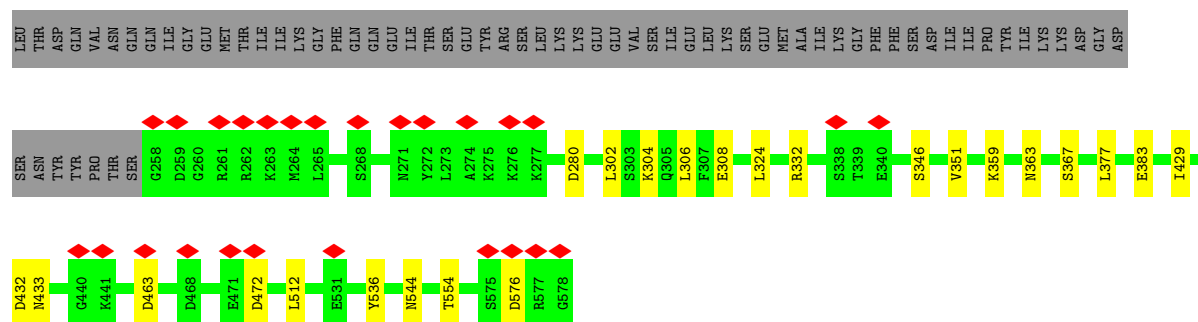 LEU THR ASP GLN VAL ASN GLN GLN ILE GLY GLU MET THR ILE ILE LYS GLY PHE GLN GLN GLU ILE THR SER GLU TYR ARG SER LEU LYS LYS GLU GLU VAL SER ILE GLU LEU LYS SER GLU MET ALA ILE LYS GLY PHE PHE SER ASP ILE ILE PRO TYR ILE LYS LYS ASP GLY ASP
SER ASN TYR TYR PRO THR SER G258 D259 G260 R261 R262 K263 M264 L265 S268 N271 Y272 L273 A274 K275 K276 K277 D280 L302 S303 K304 Q305 L306 F307 E308 L324 R332 S338 T339 E340 S346 V351 K359 N363 S367 L377 E383 I429
D432 N433 G440 K441 D463 D468 E471 D472 L512 E531 Y536 N544 T554 S575 D576 R577 G578